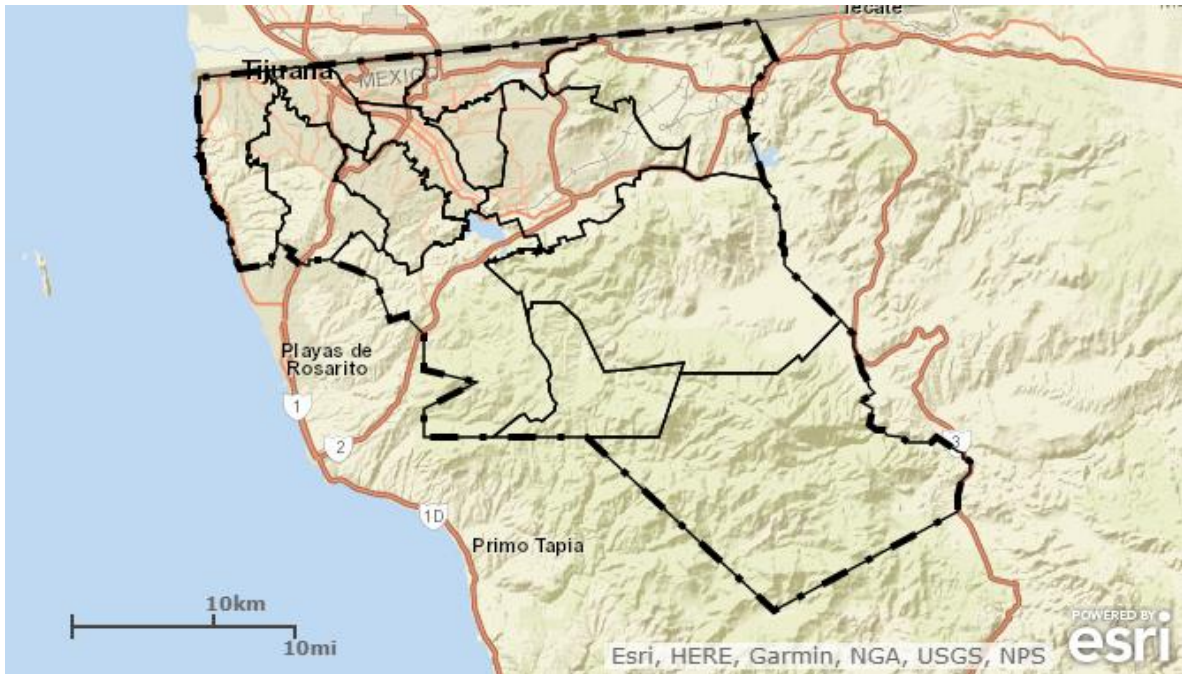 Tecate
Tijuana
MEXICO
Playas de
Rosarito
1
2
3
1D
Primo Tapia
10km
10mi
Esri, HERE, Garmin, NGA, USGS, NPS
POWERED BY
esri